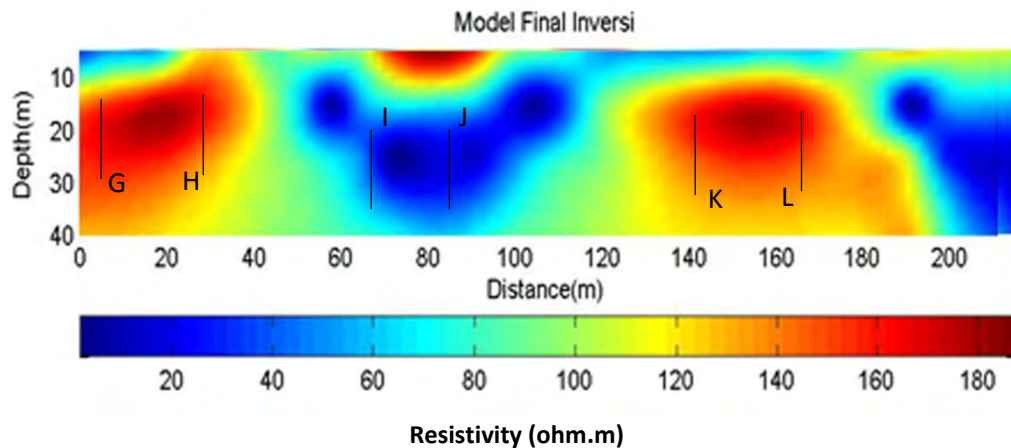 Model Final Inversi
Depth(m)
10
20
30
40
G
H
I
J
K
L
0 20 40 60 80 100 120 140 160 180 200
Distance(m)
20 40 60 80 100 120 140 160 180
Resistivity (ohm.m)